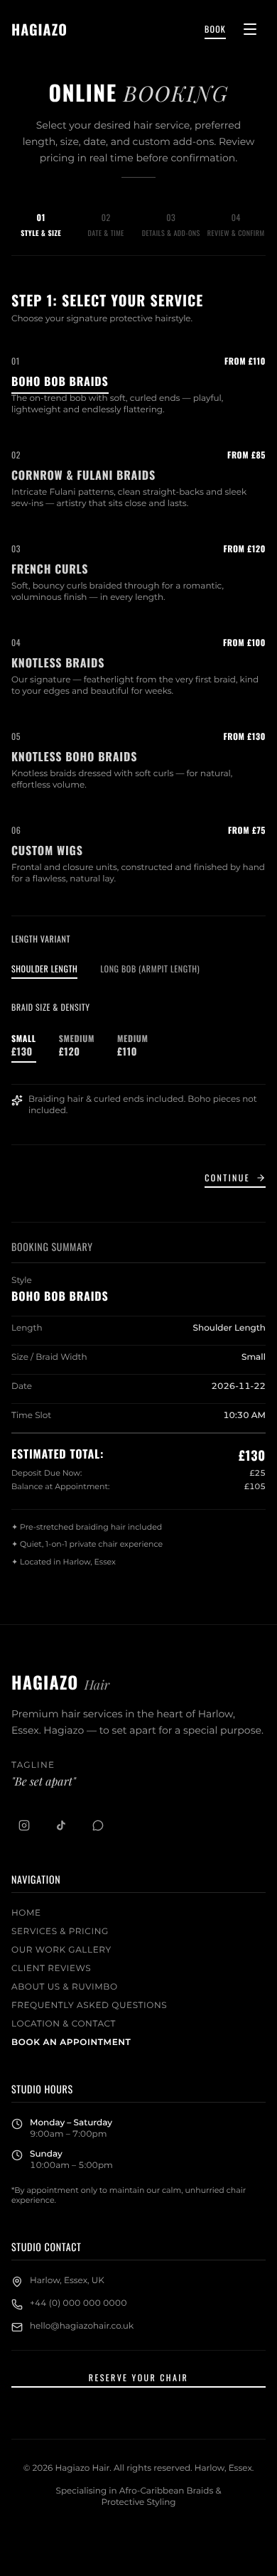 HAGIAZO
BOOK
ONLINE BOOKING
Select your desired hair service, preferred
length, size, date, and custom add-ons. Review
pricing in real time before confirmation.
01
02
03
04
STYLE & SIZE
DATE & TIME
DETAILS & ADD-ONS
REVIEW & CONFIRM
STEP 1: SELECT YOUR SERVICE
Choose your signature protective hairstyle.
01
FROM £110
BOHO BOB BRAIDS
The on-trend bob with soft, curled ends — playful,
lightweight and endlessly flattering.
02
FROM £85
CORNROW & FULANI BRAIDS
Intricate Fulani patterns, clean straight-backs and sleek
sew-ins — artistry that sits close and lasts.
03
FROM £120
FRENCH CURLS
Soft, bouncy curls braided through for a romantic,
voluminous finish — in every length.
04
FROM £100
KNOTLESS BRAIDS
Our signature — featherlight from the very first braid, kind
to your edges and beautiful for weeks.
05
FROM £130
KNOTLESS BOHO BRAIDS
Knotless braids dressed with soft curls — for natural,
effortless volume.
06
FROM £75
CUSTOM WIGS
Frontal and closure units, constructed and finished by hand
for a flawless, natural lay.
LENGTH VARIANT
SHOULDER LENGTH
LONG BOB (ARMPIT LENGTH)
BRAID SIZE & DENSITY
SMALL
SMEDIUM
MEDIUM
£130
£120
£110
Braiding hair & curled ends included. Boho pieces not
included.
CONTINUE →
BOOKING SUMMARY
Style
BOHO BOB BRAIDS
Length
Shoulder Length
Size / Braid Width
Small
Date
2026-11-22
Time Slot
10:30 AM
ESTIMATED TOTAL:
£130
Deposit Due Now:
£25
Balance at Appointment:
£105
✦ Pre-stretched braiding hair included
✦ Quiet, 1-on-1 private chair experience
✦ Located in Harlow, Essex
HAGIAZO Hair
Premium hair services in the heart of Harlow,
Essex. Hagiazo — to set apart for a special purpose.
TAGLINE
"Be set apart"
NAVIGATION
HOME
SERVICES & PRICING
OUR WORK GALLERY
CLIENT REVIEWS
ABOUT US & RUVIMBO
FREQUENTLY ASKED QUESTIONS
LOCATION & CONTACT
BOOK AN APPOINTMENT
STUDIO HOURS
Monday – Saturday
9:00am – 7:00pm
Sunday
10:00am – 5:00pm
*By appointment only to maintain our calm, unhurried chair
experience.
STUDIO CONTACT
Harlow, Essex, UK
+44 (0) 000 000 0000
hello@hagiazohair.co.uk
RESERVE YOUR CHAIR
© 2026 Hagiazo Hair. All rights reserved. Harlow, Essex.
Specialising in Afro-Caribbean Braids &
Protective Styling